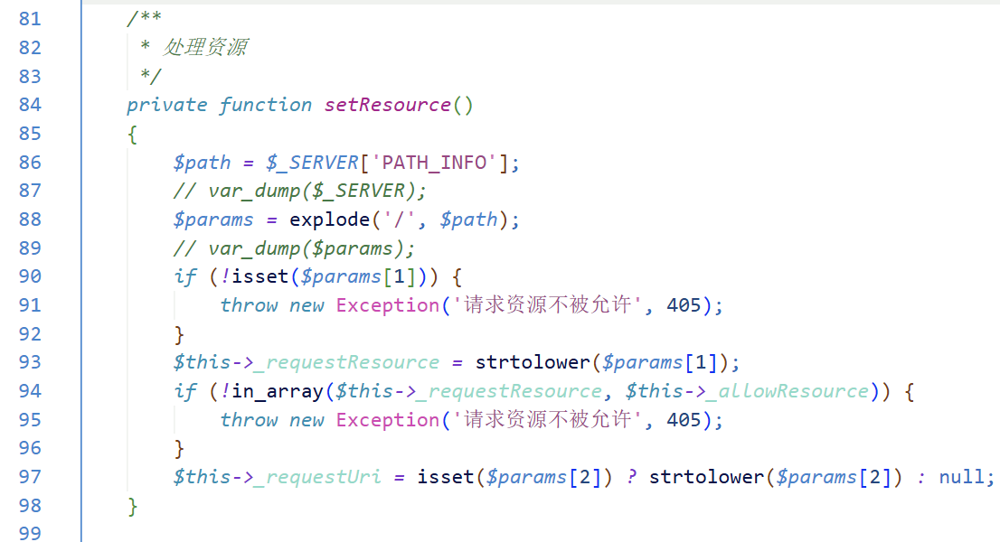 81 /**
82 * 处理资源
83 */
84 private function setResource()
85 {
86 $path = $_SERVER['PATH_INFO'];
87 // var_dump($_SERVER);
88 $params = explode('/', $path);
89 // var_dump($params);
90 if (!isset($params[1])) {
91 throw new Exception('请求资源不被允许', 405);
92 }
93 $this->_requestResource = strtolower($params[1]);
94 if (!in_array($this->_requestResource, $this->_allowResource)) {
95 throw new Exception('请求资源不被允许', 405);
96 }
97 $this->_requestUri = isset($params[2]) ? strtolower($params[2]) : null;
98 }
99